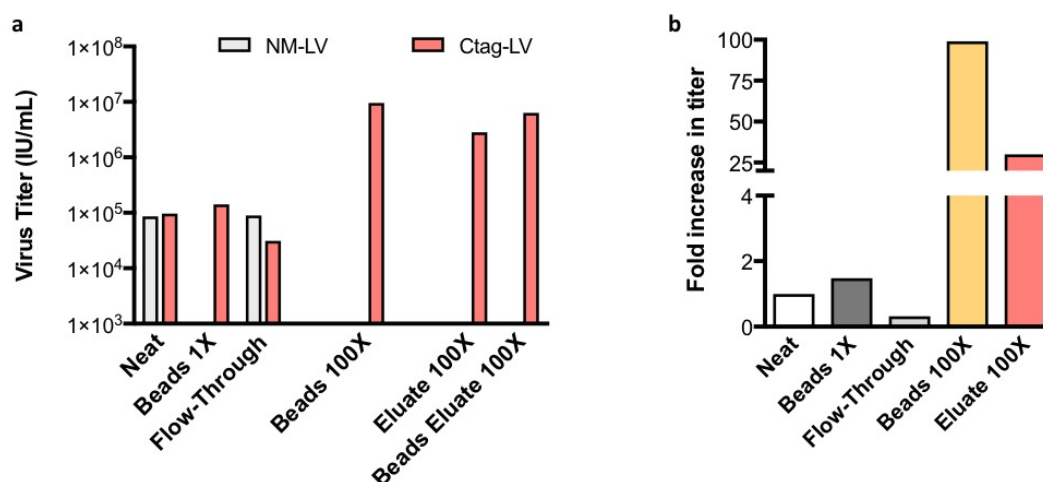 a
NM-LV
Ctag-LV
Virus Titer (IU/mL)
1×10⁸
1×10⁷
1×10⁶
1×10⁵
1×10⁴
1×10³
Neat
Beads 1X
Flow-Through
Beads 100X
Eluate 100X
Beads Eluate 100X
b
Fold increase in titer
100
75
50
25
4
2
0
Neat
Beads 1X
Flow-Through
Beads 100X
Eluate 100X